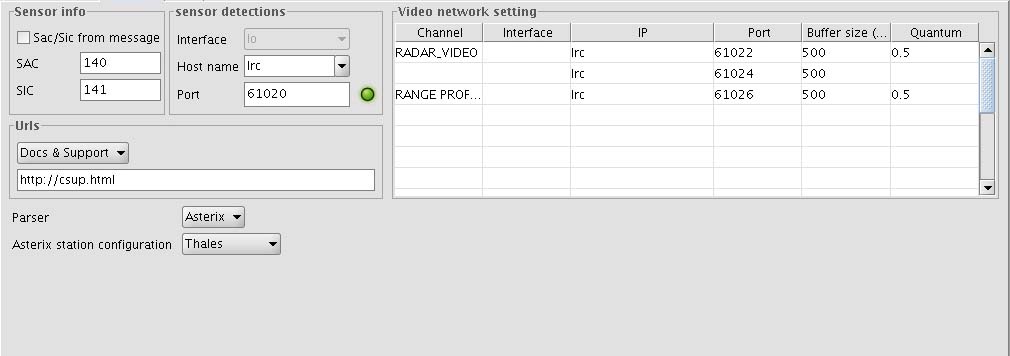 Sensor info
Sac/Sic from message
SAC 140
SIC 141
sensor detections
Interface lo
Host name lrc
Port 61020
Video network setting
Channel Interface IP Port Buffer size (... Quantum
RADAR_VIDEO lrc 61022 500 0.5
lrc 61024 500
RANGE PROF... lrc 61026 500 0.5
Urls
Docs & Support
http://csup.html
Parser Asterix
Asterix station configuration Thales